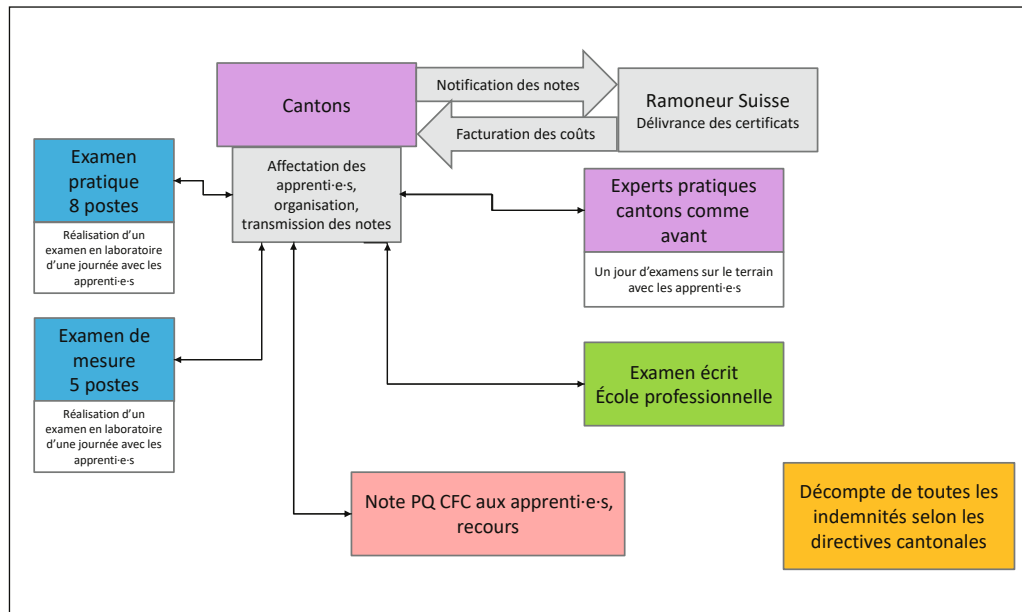 Cantons
Notification des notes
Facturation des coûts
Ramoneur Suisse
Délivrance des certificats
Affectation des
apprenti·e·s,
organisation,
transmission des notes
Examen
pratique
8 postes
Réalisation d’un
examen en laboratoire
d’une journée avec les
apprenti·e·s
Experts pratiques
cantons comme
avant
Un jour d’examens sur le terrain
avec les apprenti·e·s
Examen de
mesure
5 postes
Réalisation d’un
examen en laboratoire
d’une journée avec les
apprenti·e·s
Examen écrit
École professionnelle
Note PQ CFC aux apprenti·e·s,
recours
Décompte de toutes les
indemnités selon les
directives cantonales